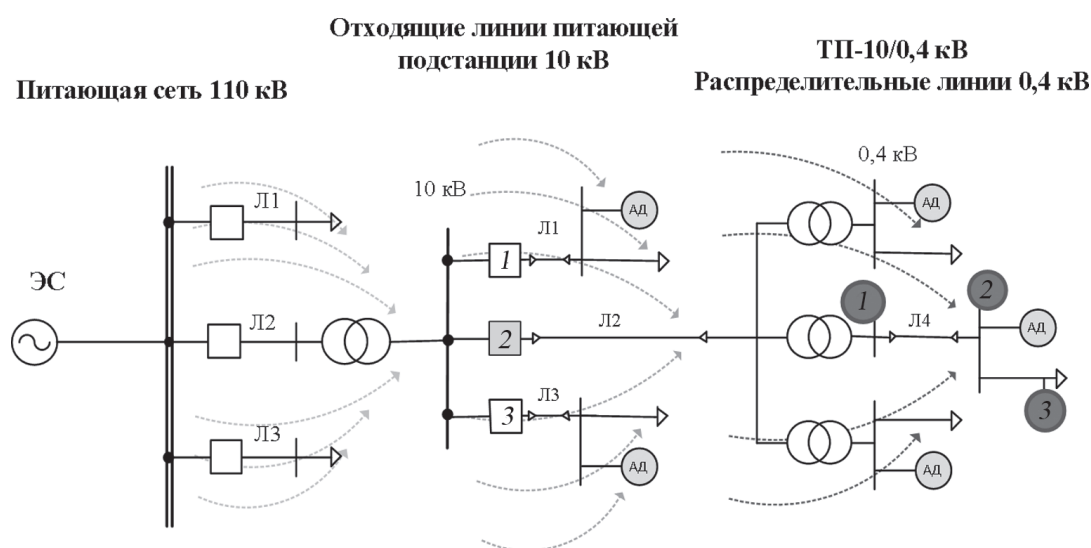 Питающая сеть 110 кВ
Отходящие линии питающей
подстанции 10 кВ
ТП-10/0,4 кВ
Распределительные линии 0,4 кВ
ЭС
Л1
Л2
Л3
10 кВ
1
Л1
АД
2
Л2
3
Л3
АД
0,4 кВ
АД
1
Л4
2
АД
3
АД